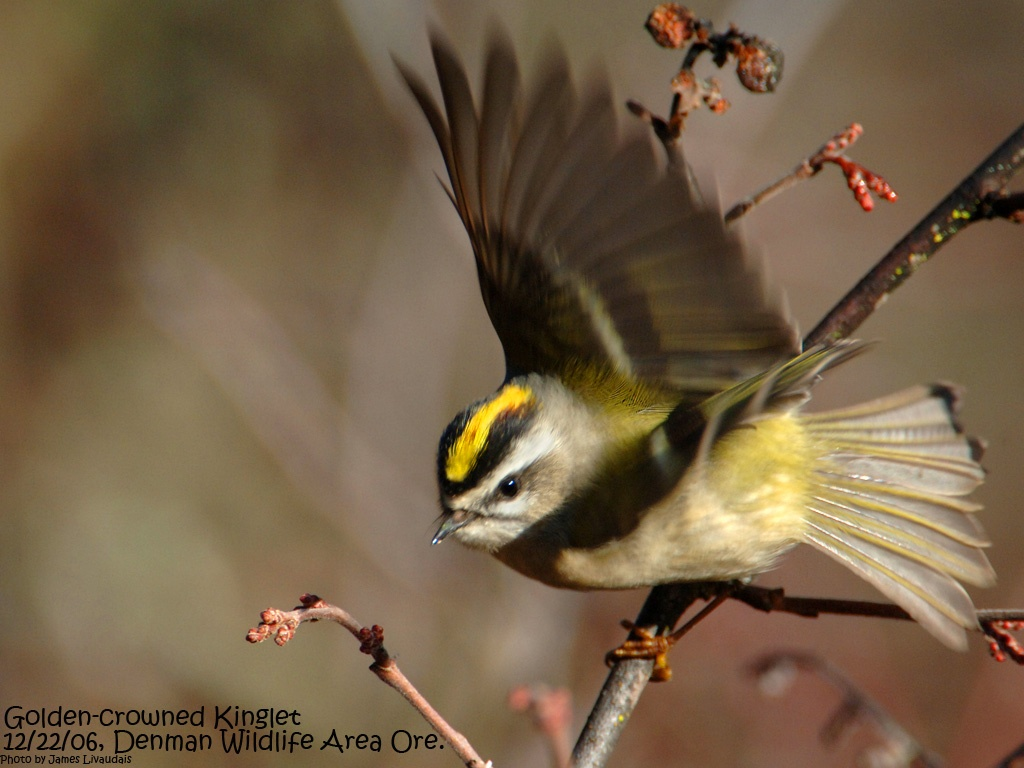 Golden-crowned Kinglet
12/22/06, Denman Wildlife Area Ore.
Photo by James Livaudais